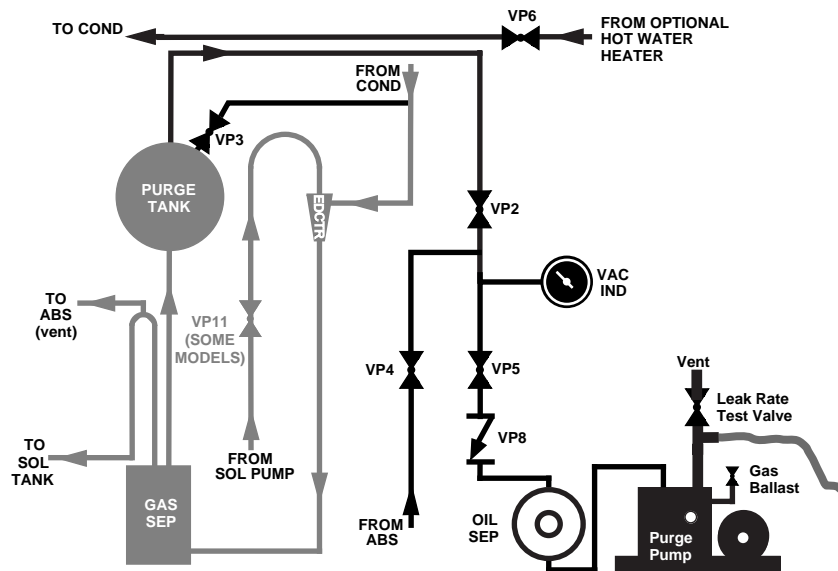 TO COND
VP6
FROM OPTIONAL
HOT WATER
HEATER
FROM
COND
VP3
PURGE
TANK
EDCTR
VP2
TO
ABS
(vent)
VP11
(SOME
MODELS)
VAC
IND
VP4
VP5
Vent
Leak Rate
Test Valve
VP8
TO
SOL
TANK
FROM
SOL PUMP
Gas
Ballast
GAS
SEP
FROM
ABS
OIL
SEP
Purge
Pump